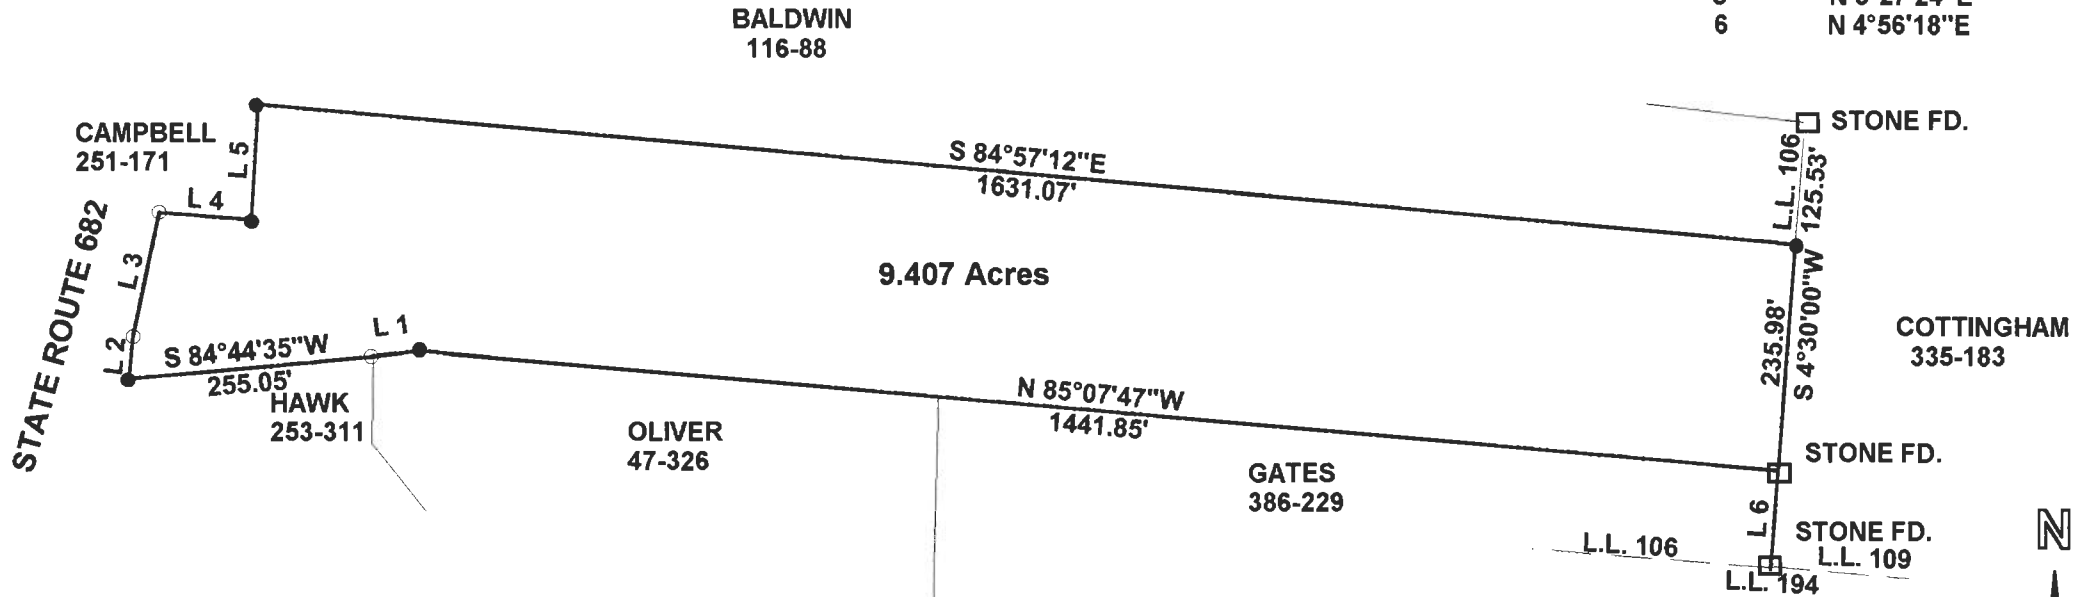 BALDWIN
116-88
6 N 4°56'18"E
CAMPBELL
251-171
L 5
L 4
L 3
L 2
STATE ROUTE 682
S 84°57'12"E
1631.07'
STONE FD.
L.L. 106
125.53'
9.407 Acres
L 1
S 84°44'35"W
255.05'
HAWK
253-311
OLIVER
47-326
N 85°07'47"W
1441.85'
GATES
386-229
235.98'
S 4°30'00"W
COTTINGHAM
335-183
STONE FD.
L 6
STONE FD.
L.L. 106
L.L. 109
L.L. 194
N